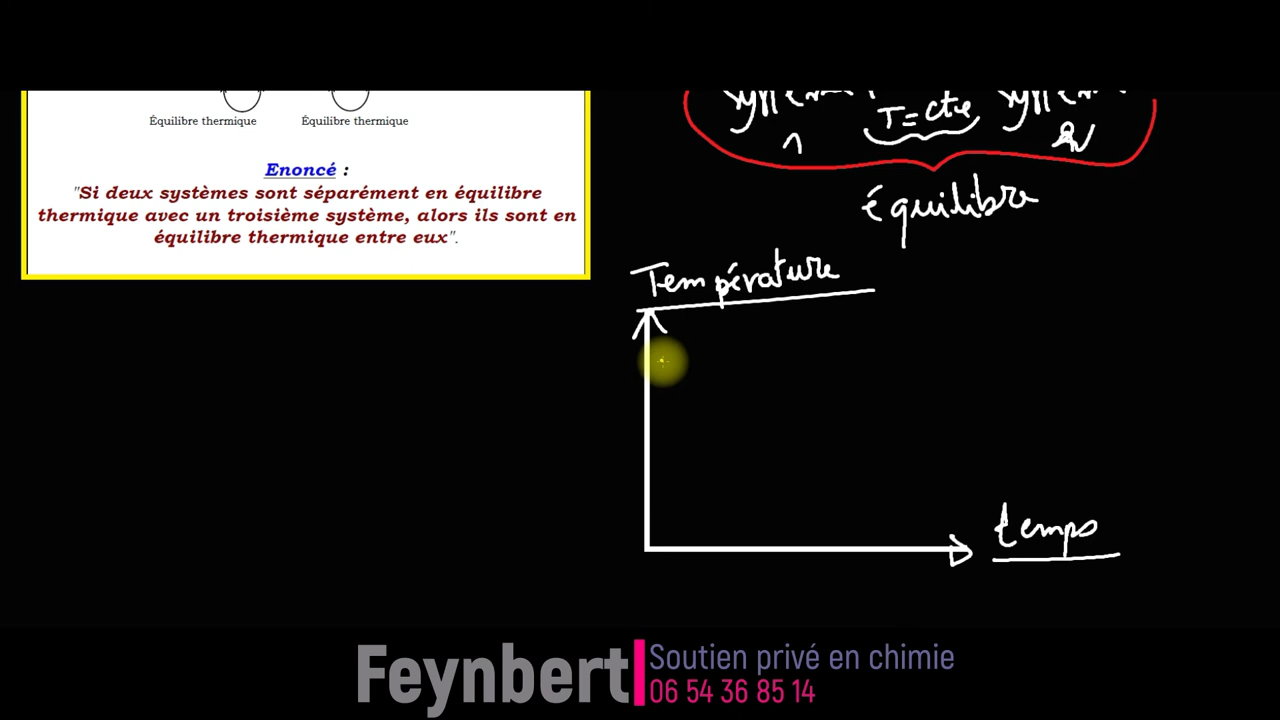 Équilibre thermique Équilibre thermique
Enoncé :
"Si deux systèmes sont séparément en équilibre
thermique avec un troisième système, alors ils sont en
équilibre thermique entre eux".
T = cte
1
Équilibre
Température
temps
Feynbert
Soutien privé en chimie
06 54 36 85 14